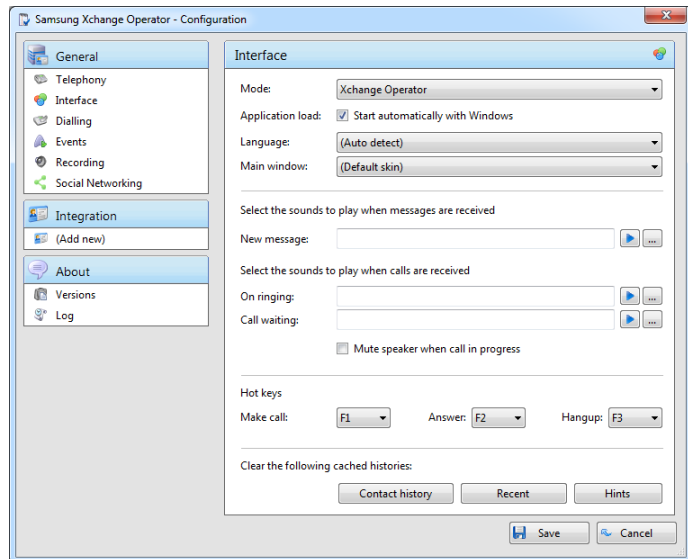 Samsung Xchange Operator - Configuration
General
Telephony
Interface
Dialling
Events
Recording
Social Networking
Integration
(Add new)
About
Versions
Log
Interface
Mode: Xchange Operator
Application load: Start automatically with Windows
Language: (Auto detect)
Main window: (Default skin)
Select the sounds to play when messages are received
New message: ...
Select the sounds to play when calls are received
On ringing: ...
Call waiting: ...
Mute speaker when call in progress
Hot keys
Make call: F1 Answer: F2 Hangup: F3
Clear the following cached histories:
Contact history Recent Hints
Save Cancel